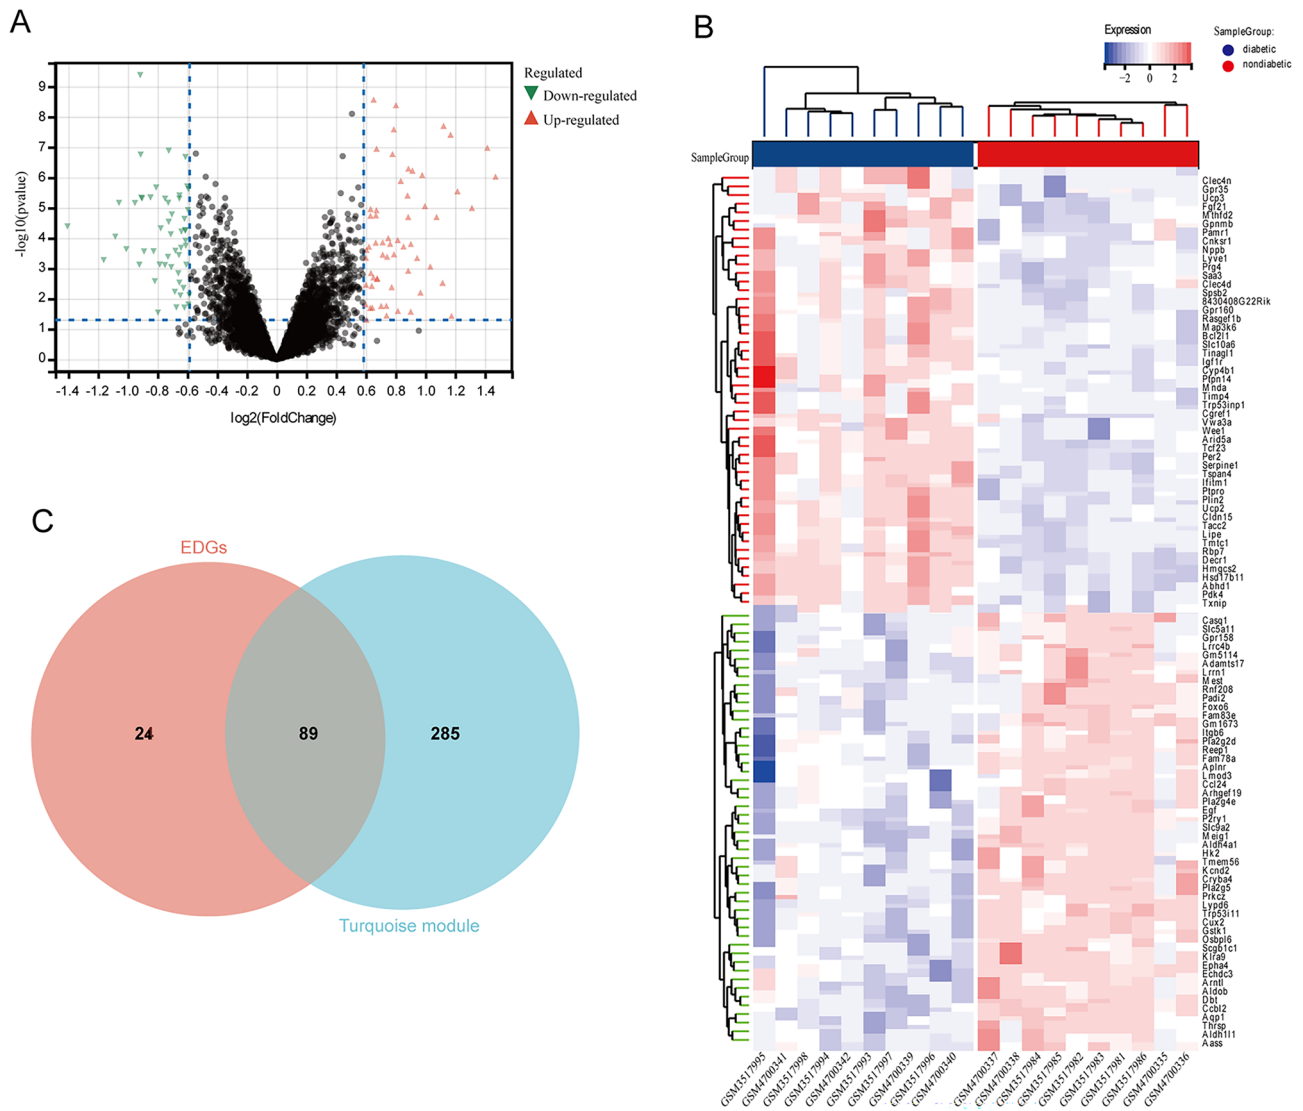 A
Regulated
Down-regulated
Up-regulated
-log10(pvalue)
9
8
7
6
5
4
3
2
1
0
-1.4 -1.2 -1.0 -0.8 -0.6 -0.4 -0.2 0 0.2 0.4 0.6 0.8 1.0 1.2 1.4
log2(FoldChange)
B
Expression
−2 0 2
SampleGroup:
diabetic
nondiabetic
SampleGroup
Clec4n
Gpr35
Ucp3
Fgf21
Mthfd2
Gpnmb
Pamr1
Cnksr1
Nppb
Lyve1
Prg4
Saa3
Clec4d
Spsb2
8430408G22Rik
Gpr160
Rasgef1b
Map3k6
Bcl2l1
Slc10a6
Tinagl1
Igf1r
Cyp4b1
Ptpn14
Mnda
Timp4
Trp53inp1
Cgref1
Vwa3a
Wee1
Arid5a
Tcf23
Per2
Serpine1
Tspan4
Ifitm1
Ptpro
Plin2
Ucp2
Cldn15
Tacc2
Lipe
Tmtc1
Rbp7
Decr1
Hmgcs2
Hsd17b11
Abhd1
Pdk4
Txnip
Casq1
Slc5a11
Gpr158
Lrrc4b
Gm5114
Adamts17
Lrrn1
Mest
Rnf208
Padi2
Foxo6
Fam83e
Gm1673
Itgb6
Pla2g2d
Reep1
Fam78a
Aplnr
Lmod3
Ccl24
Arhgef19
Pla2g4e
Egf
P2ry1
Slc9a2
Meig1
Aldh4a1
Hk2
Tmem56
Kcnd2
Cryba4
Pla2g5
Prkcz
Lypd6
Trp53i11
Cux2
Gstk1
Osbpl6
Scgb1c1
Klra9
Epha4
Echdc3
Arntl
Aldob
Dbt
Ccbl2
Aqp1
Thrsp
Aldh1l1
Aass
GSM3517995 GSM4700341 GSM3517998 GSM3517994 GSM4700342 GSM3517993 GSM3517997 GSM4700339 GSM3517996 GSM4700340 GSM4700337 GSM4700338 GSM3517984 GSM3517985 GSM3517982 GSM3517983 GSM3517981 GSM3517986 GSM4700335 GSM4700336
C
EDGs
24 89 285
Turquoise module